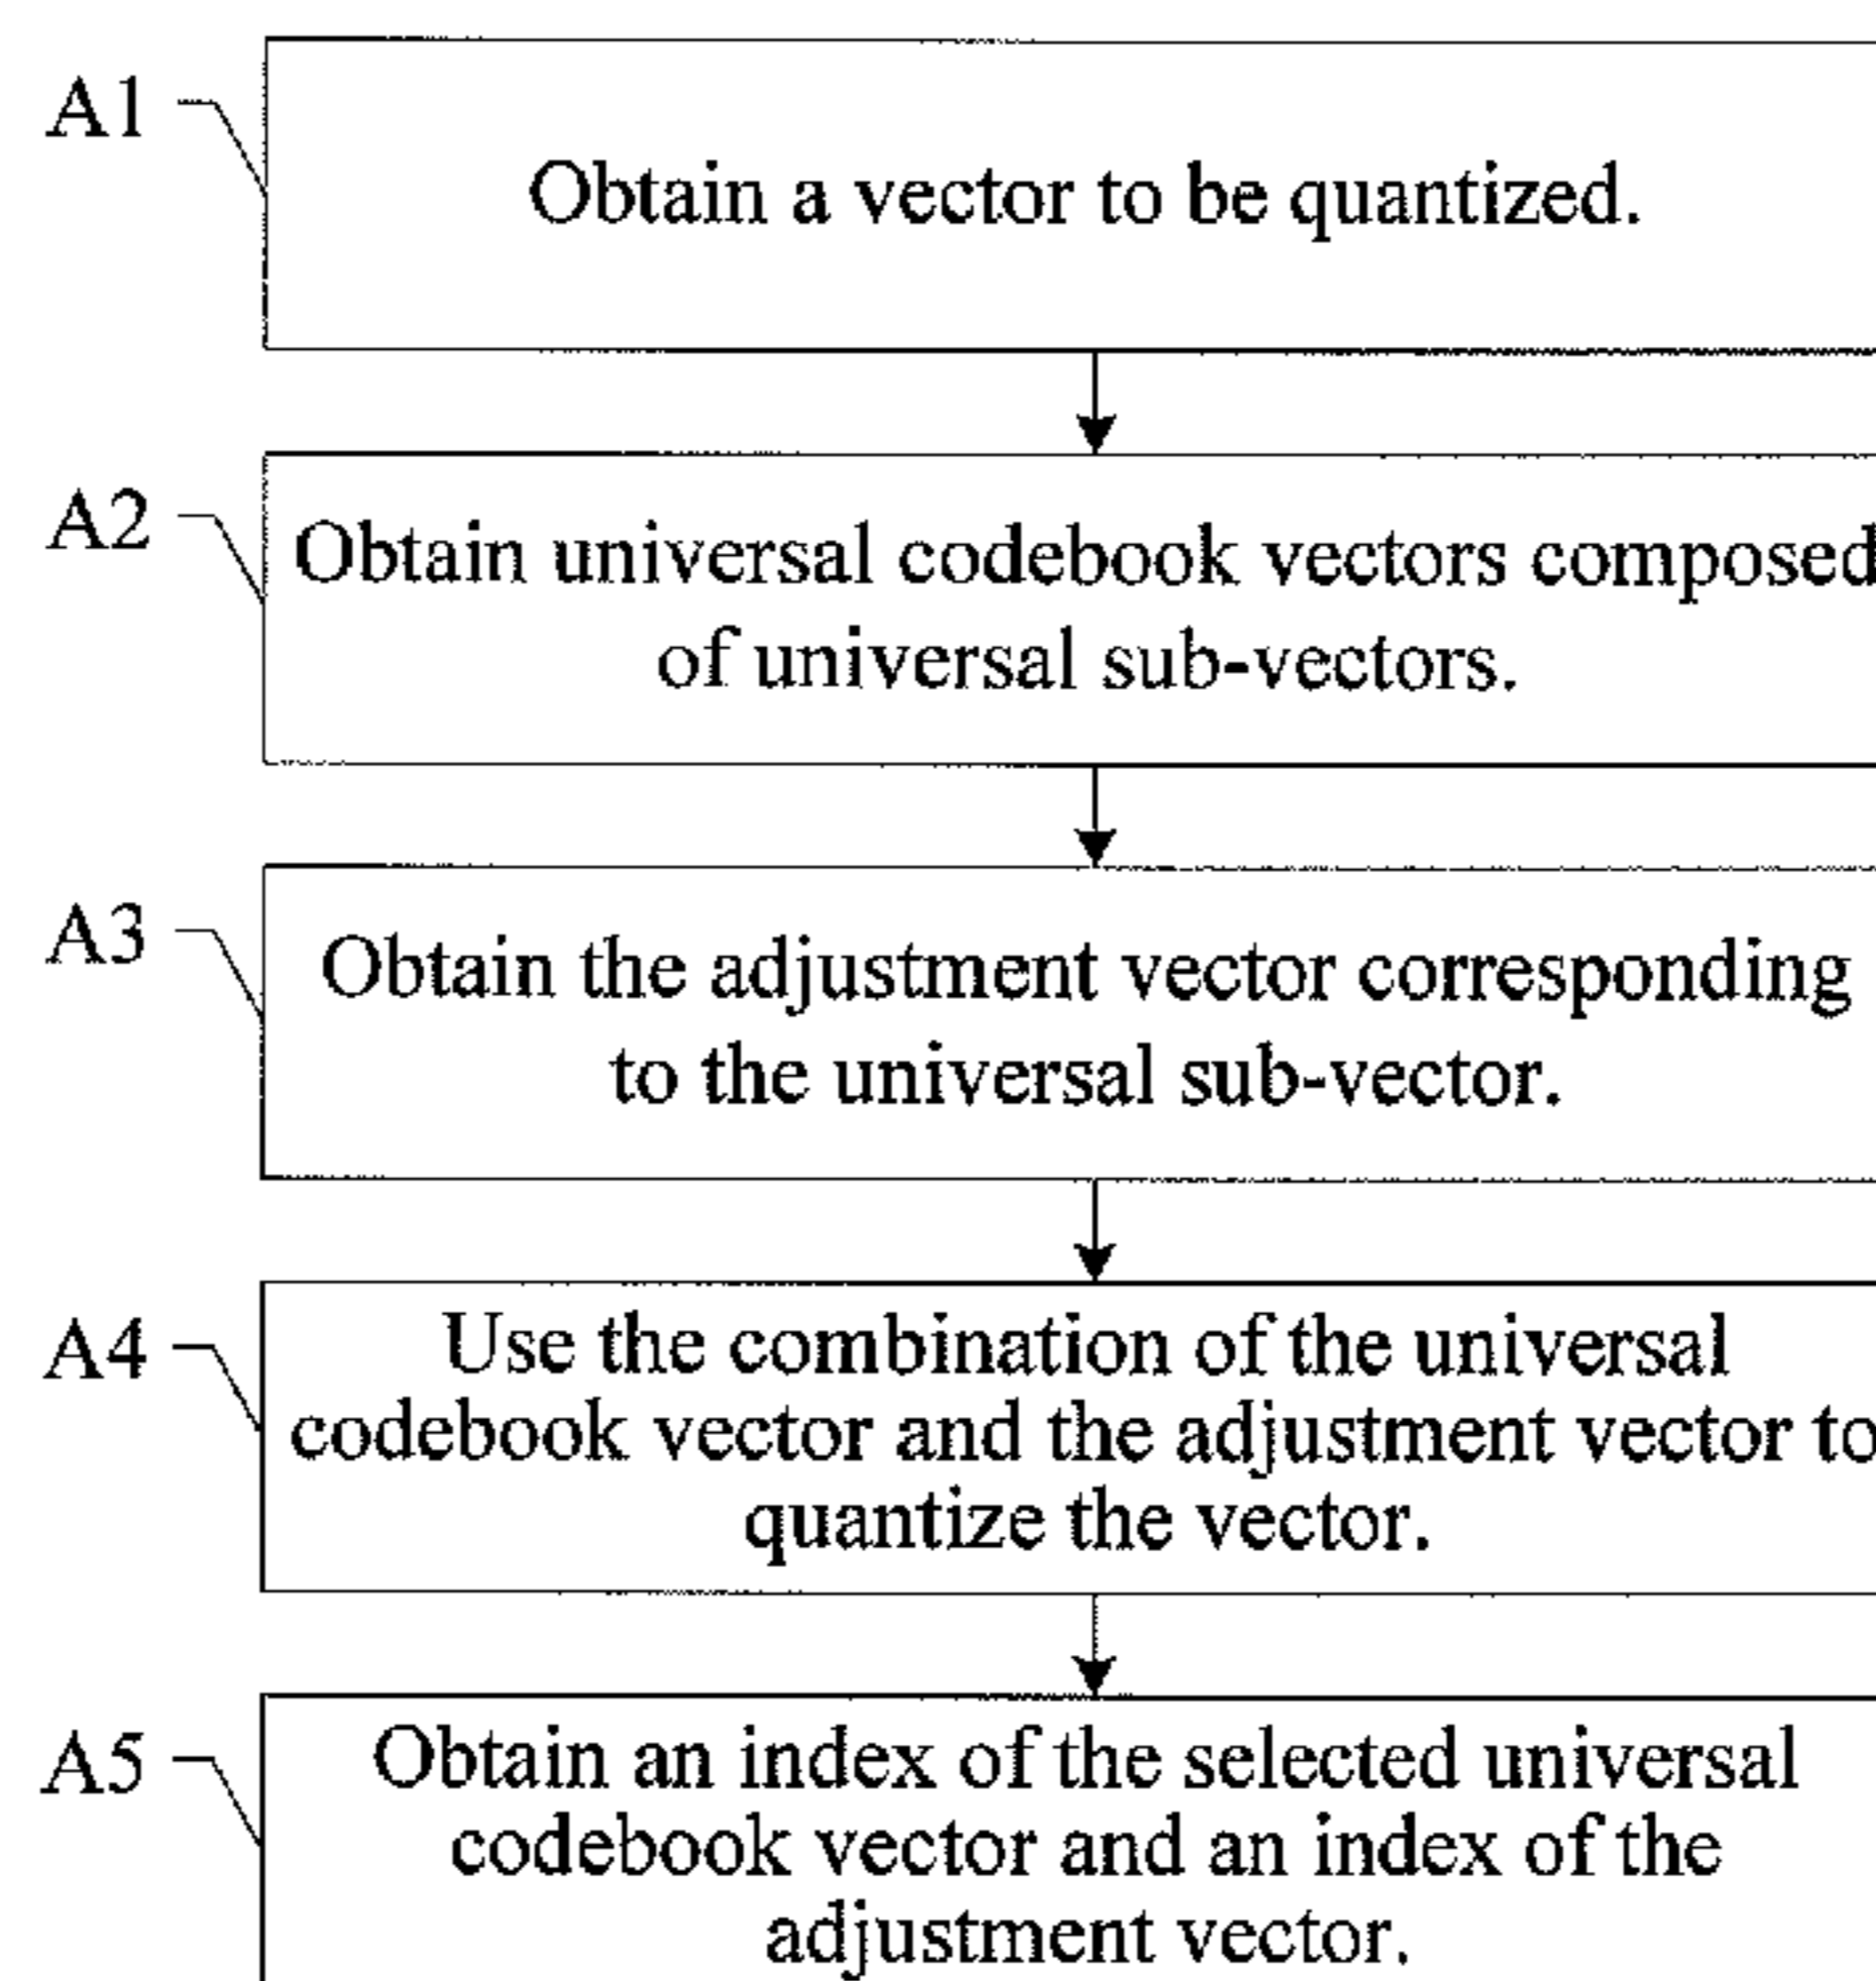 A1
Obtain a vector to be quantized.
A2
Obtain universal codebook vectors composed
of universal sub-vectors.
A3
Obtain the adjustment vector corresponding
to the universal sub-vector.
A4
Use the combination of the universal
codebook vector and the adjustment vector to
quantize the vector.
A5
Obtain an index of the selected universal
codebook vector and an index of the
adjustment vector.